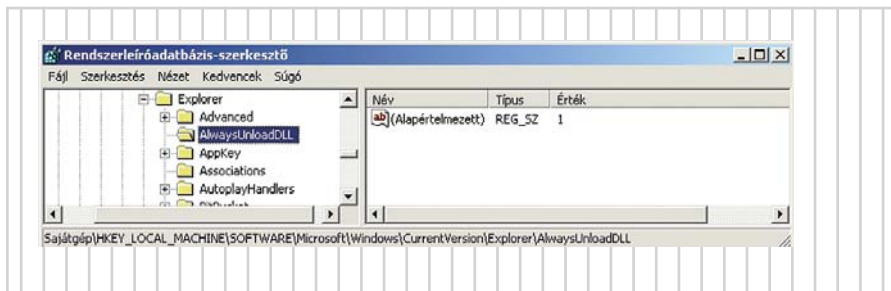 Rendszerleíróadatbázis-szerkesztő
Fájl Szerkesztés Nézet Kedvencek Súgó
Explorer
Advanced
AlwaysUnloadDLL
AppKey
Associations
AutoplayHandlers
BitBucket
Név Típus Érték
(Alapértelmezett) REG_SZ 1
Sajátgép\HKEY_LOCAL_MACHINE\SOFTWARE\Microsoft\Windows\CurrentVersion\Explorer\AlwaysUnloadDLL